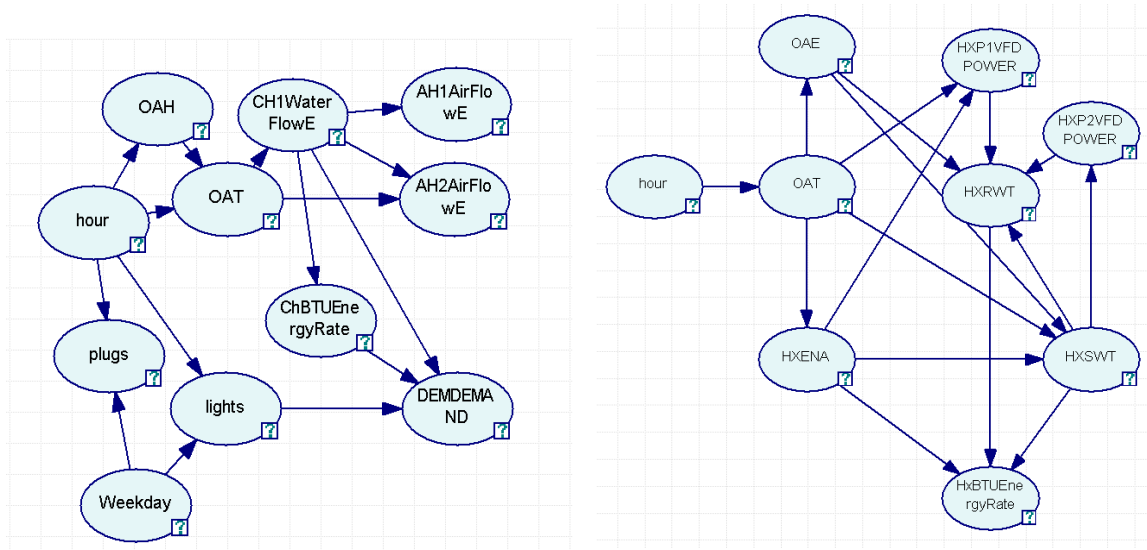 OAH
?
CH1Water
FlowE
?
AH1AirFlo
wE
?
OAT
?
AH2AirFlo
wE
?
hour
?
ChBTUEne
rgyRate
?
plugs
?
lights
?
DEMDEMA
ND
?
Weekday
?
OAE
?
HXP1VFD
POWER
?
HXP2VFD
POWER
?
hour
?
OAT
?
HXRWT
?
HXENA
?
HXSWT
?
HxBTUEne
rgyRate
?